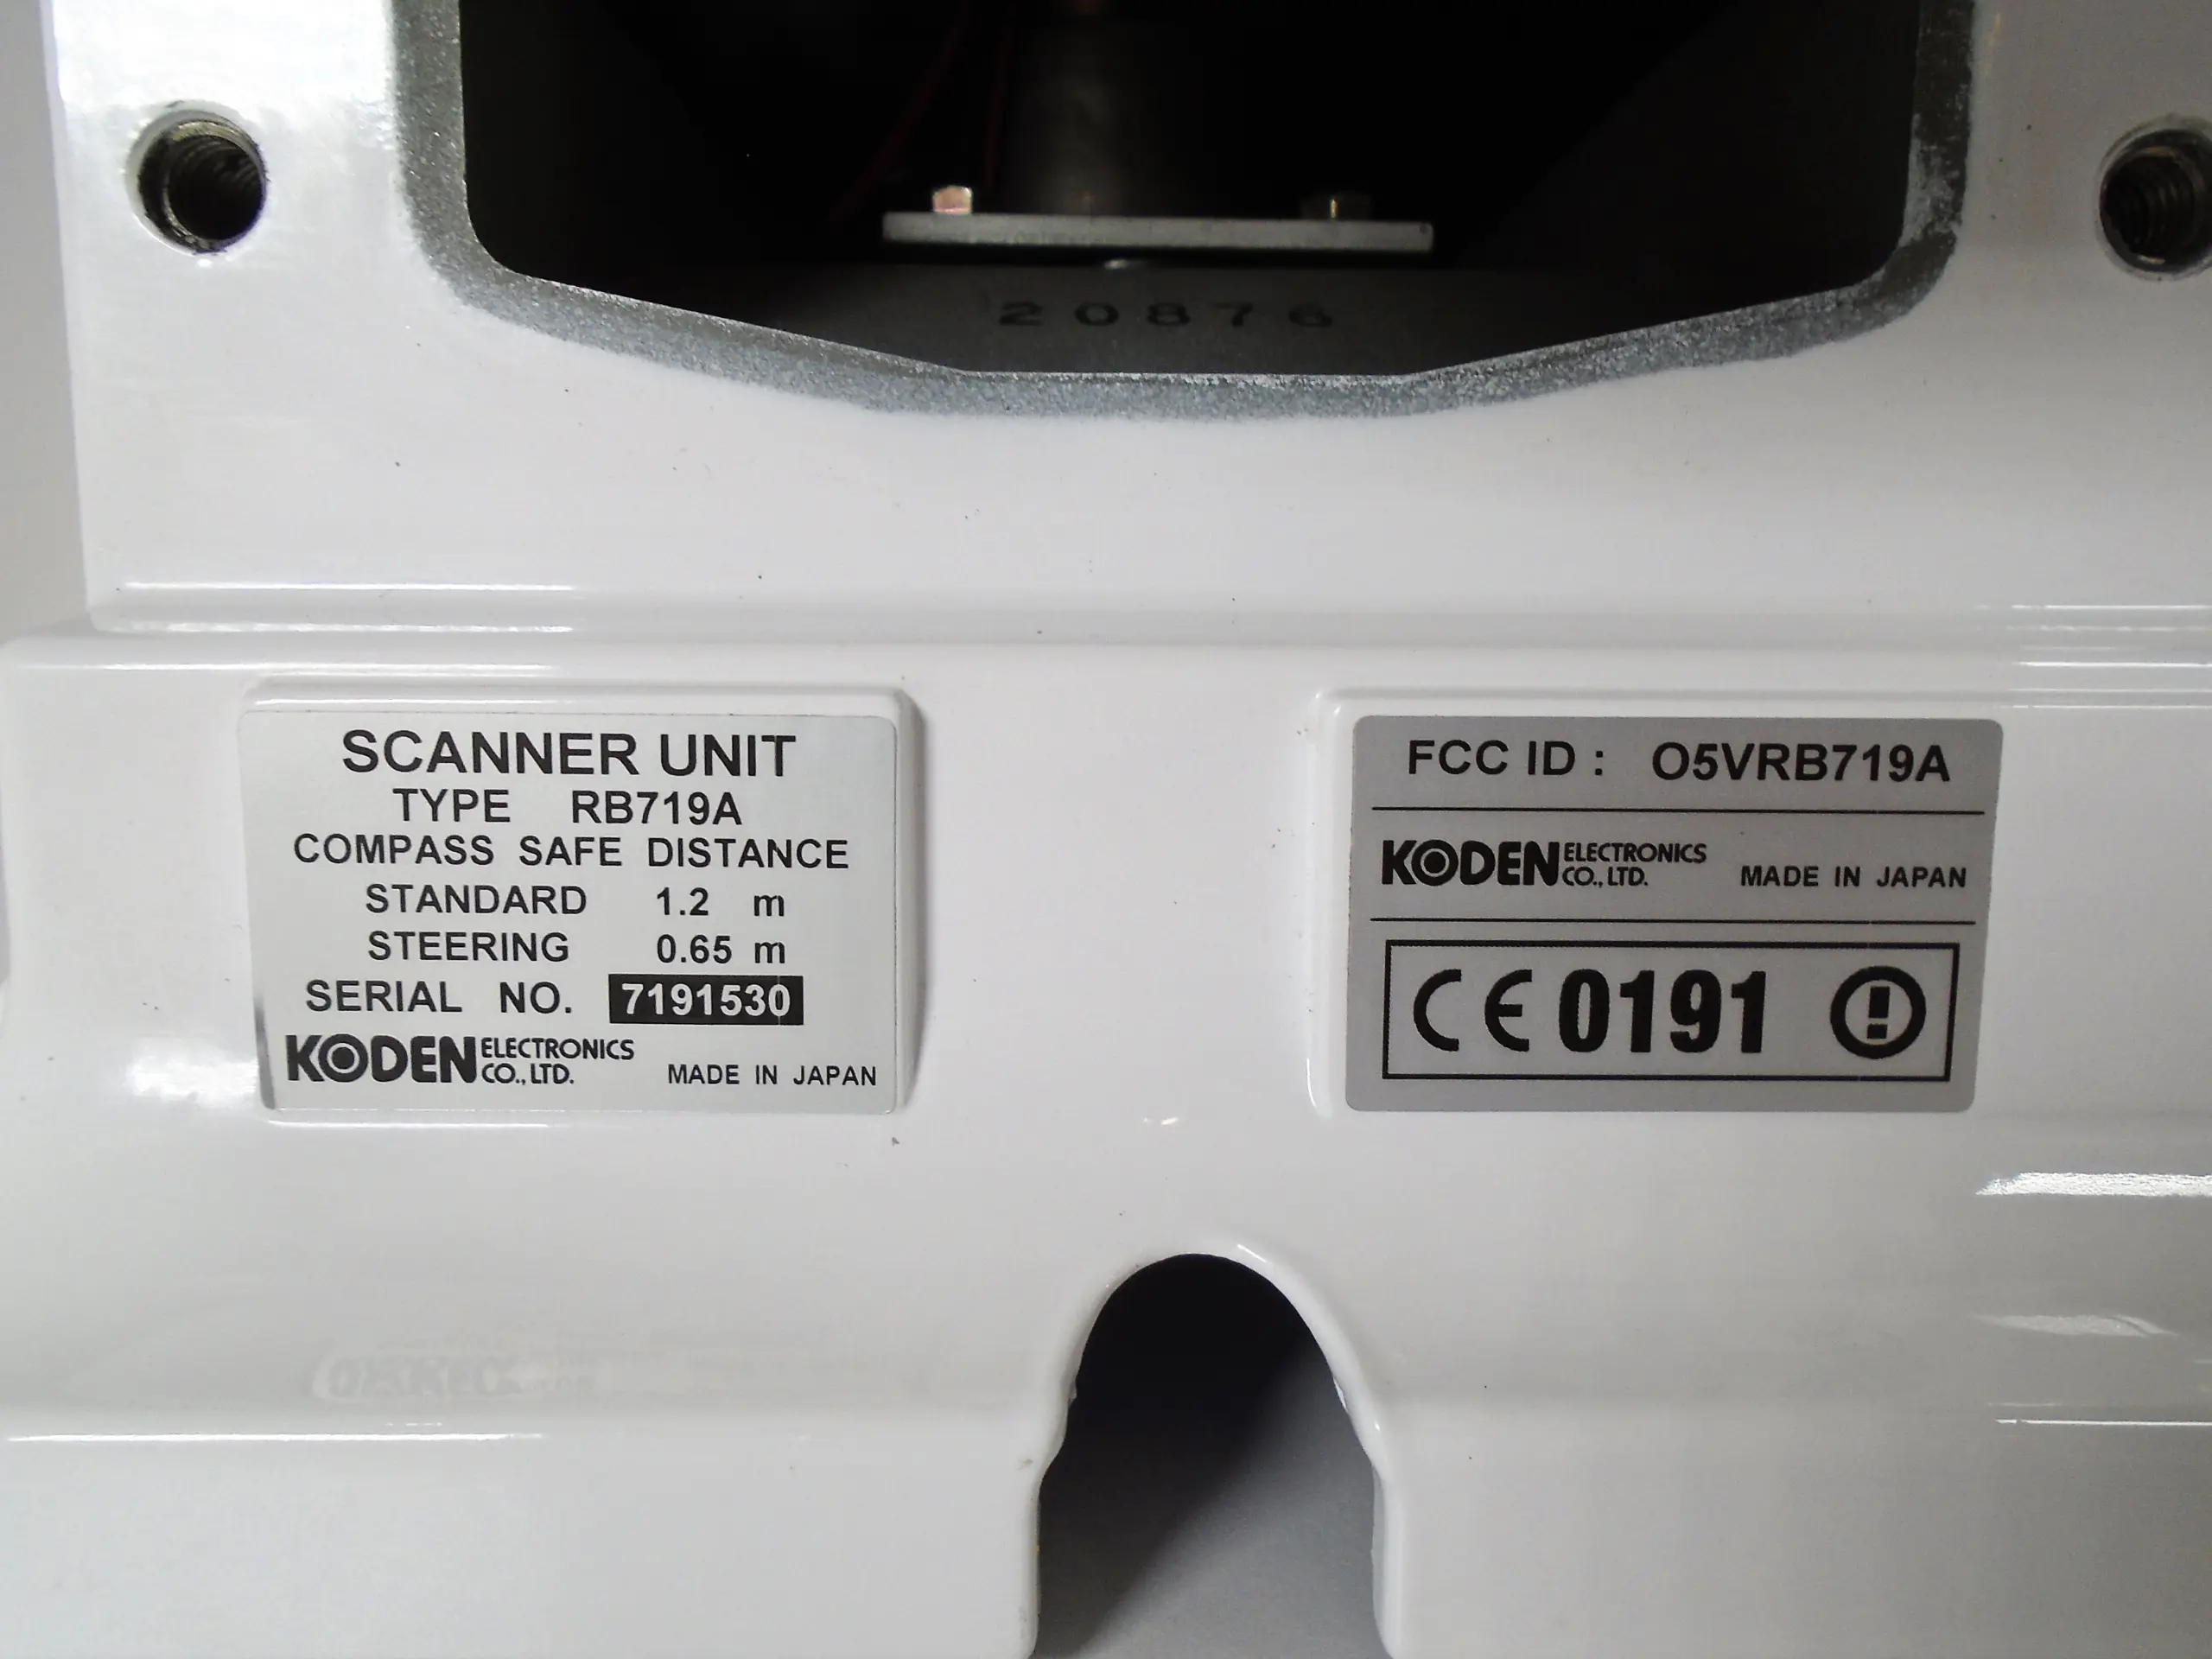 20876
SCANNER UNIT
TYPE RB719A
COMPASS SAFE DISTANCE
STANDARD 1.2 m
STEERING 0.65 m
SERIAL NO. 7191530
KODEN ELECTRONICS CO., LTD. MADE IN JAPAN
FCC ID : O5VRB719A
KODEN ELECTRONICS CO., LTD. MADE IN JAPAN
CE 0191